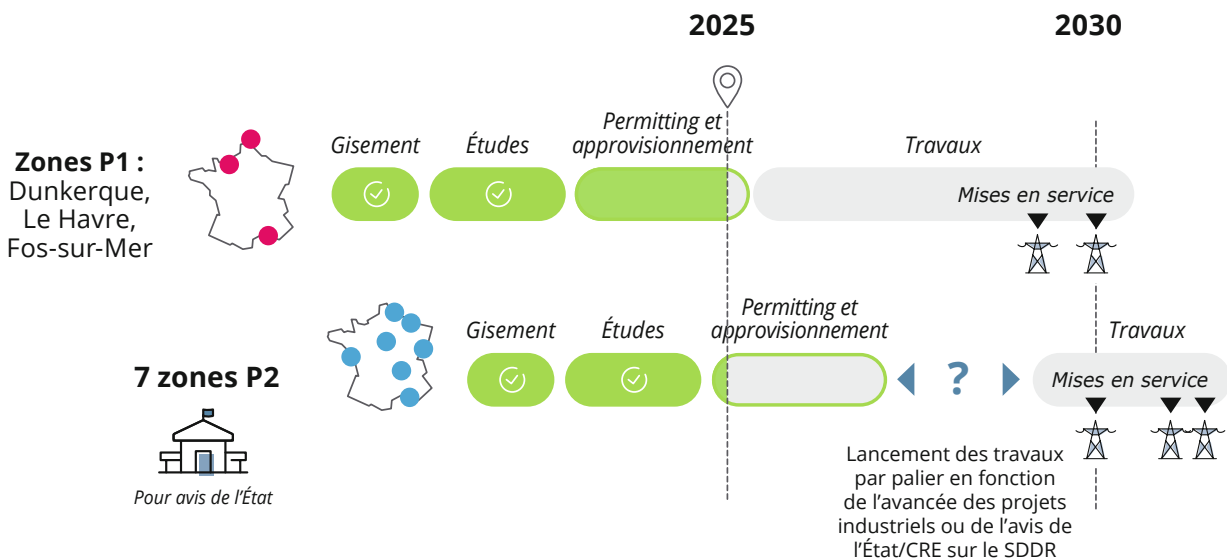 2025
2030
Zones P1 :
Dunkerque,
Le Havre,
Fos-sur-Mer
Gisement
Études
Permitting et
approvisionnement
Travaux
Mises en service
7 zones P2
Pour avis de l'État
Gisement
Études
Permitting et
approvisionnement
?
Travaux
Mises en service
Lancement des travaux
par palier en fonction
de l'avancée des projets
industriels ou de l'avis de
l'État/CRE sur le SDDR